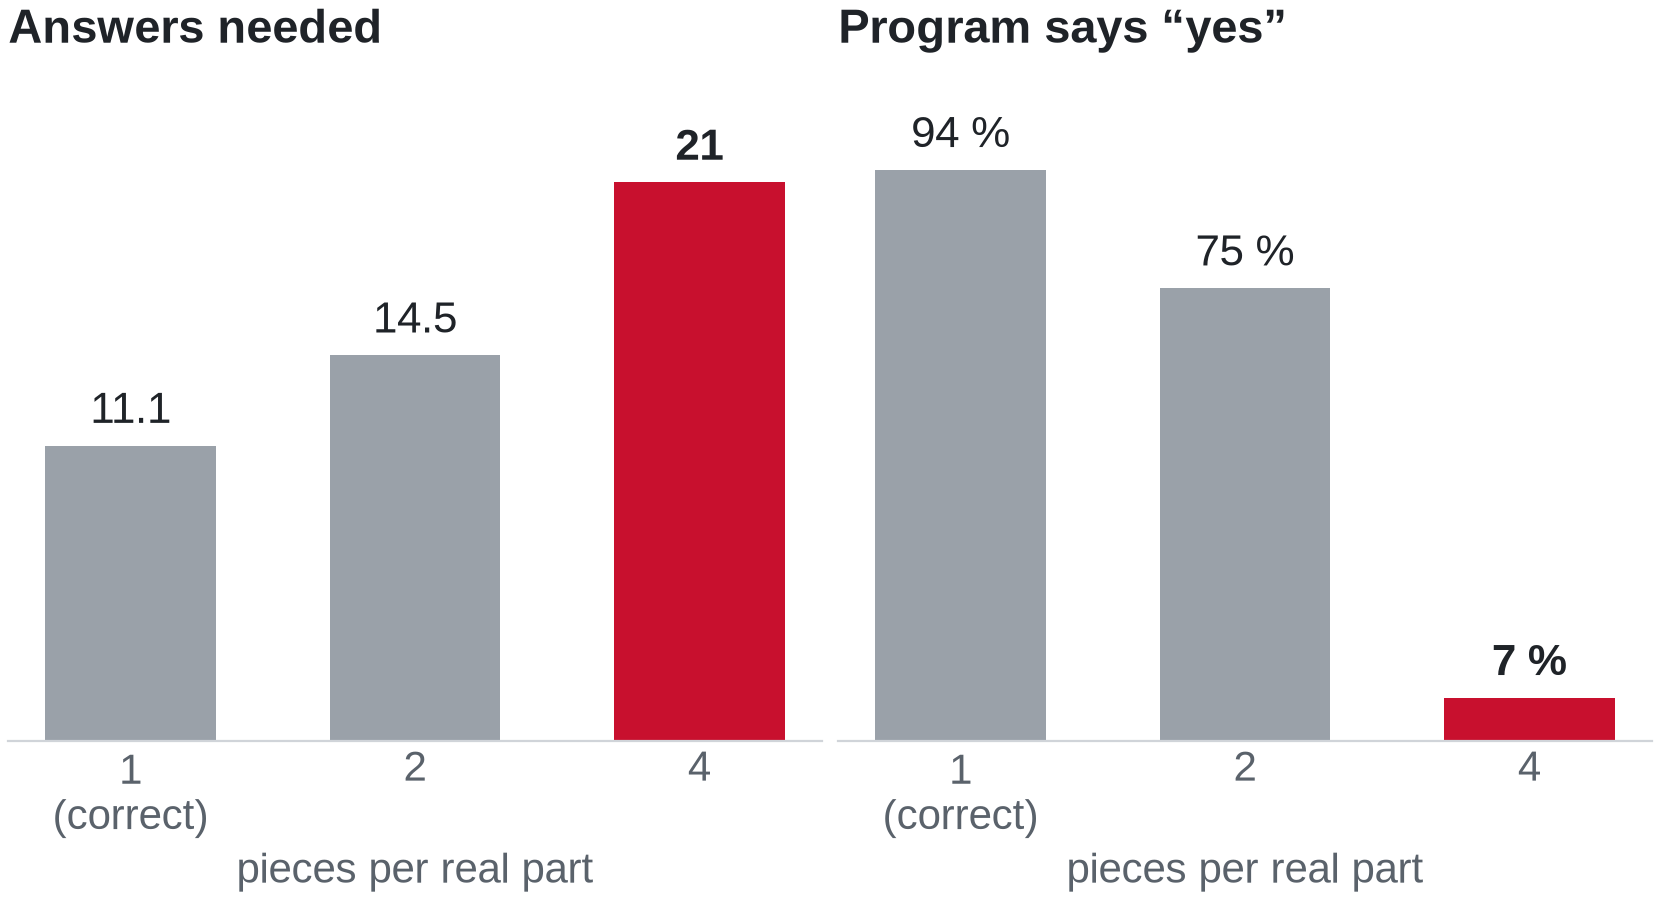 Answers needed
21
14.5
11.1
1
(correct)
2
4
pieces per real part
Program says “yes”
94 %
75 %
7 %
1
(correct)
2
4
pieces per real part